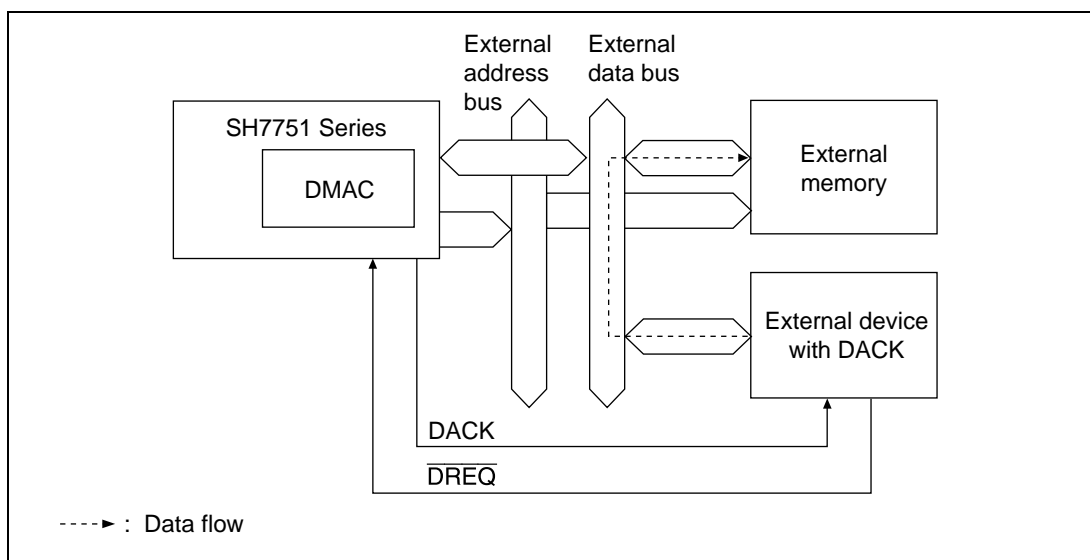 External
address
bus
External
data bus
SH7751 Series
DMAC
External
memory
External device
with DACK
DACK
DREQ
: Data flow